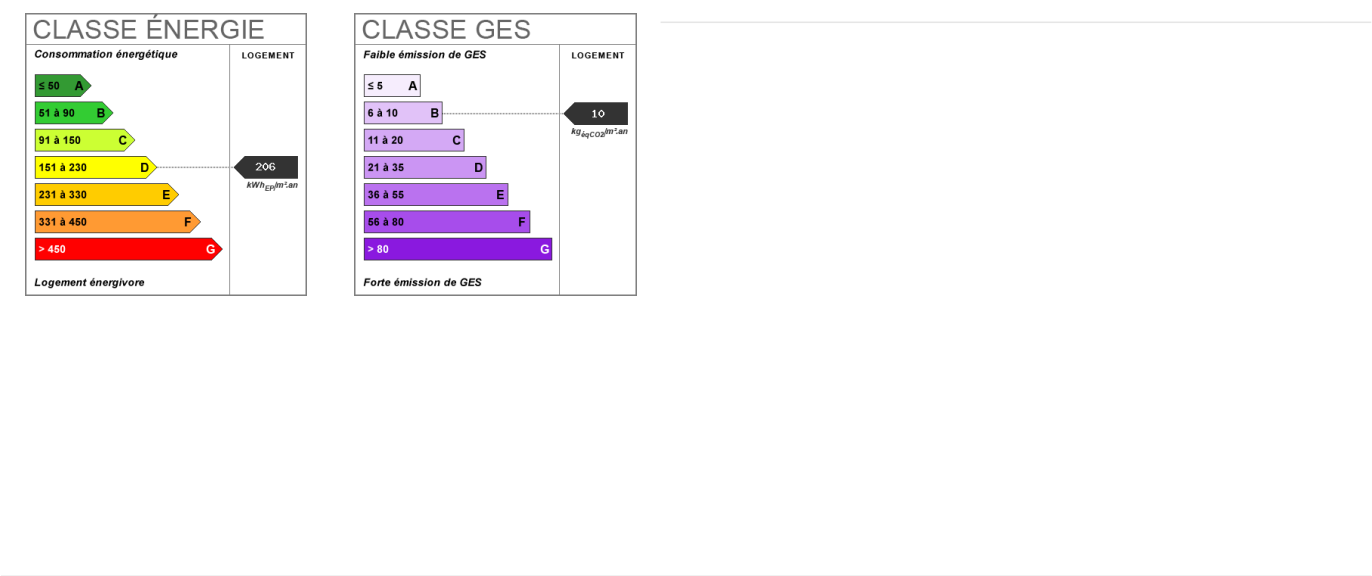 CLASSE ÉNERGIE
Consommation énergétique
LOGEMENT
≤ 50 A
51 à 90 B
91 à 150 C
151 à 230 D
206
kWhEP/m².an
231 à 330 E
331 à 450 F
> 450 G
Logement énergivore
CLASSE GES
Faible émission de GES
LOGEMENT
≤ 5 A
6 à 10 B
10
kgéqCO2/m².an
11 à 20 C
21 à 35 D
36 à 55 E
56 à 80 F
> 80 G
Forte émission de GES